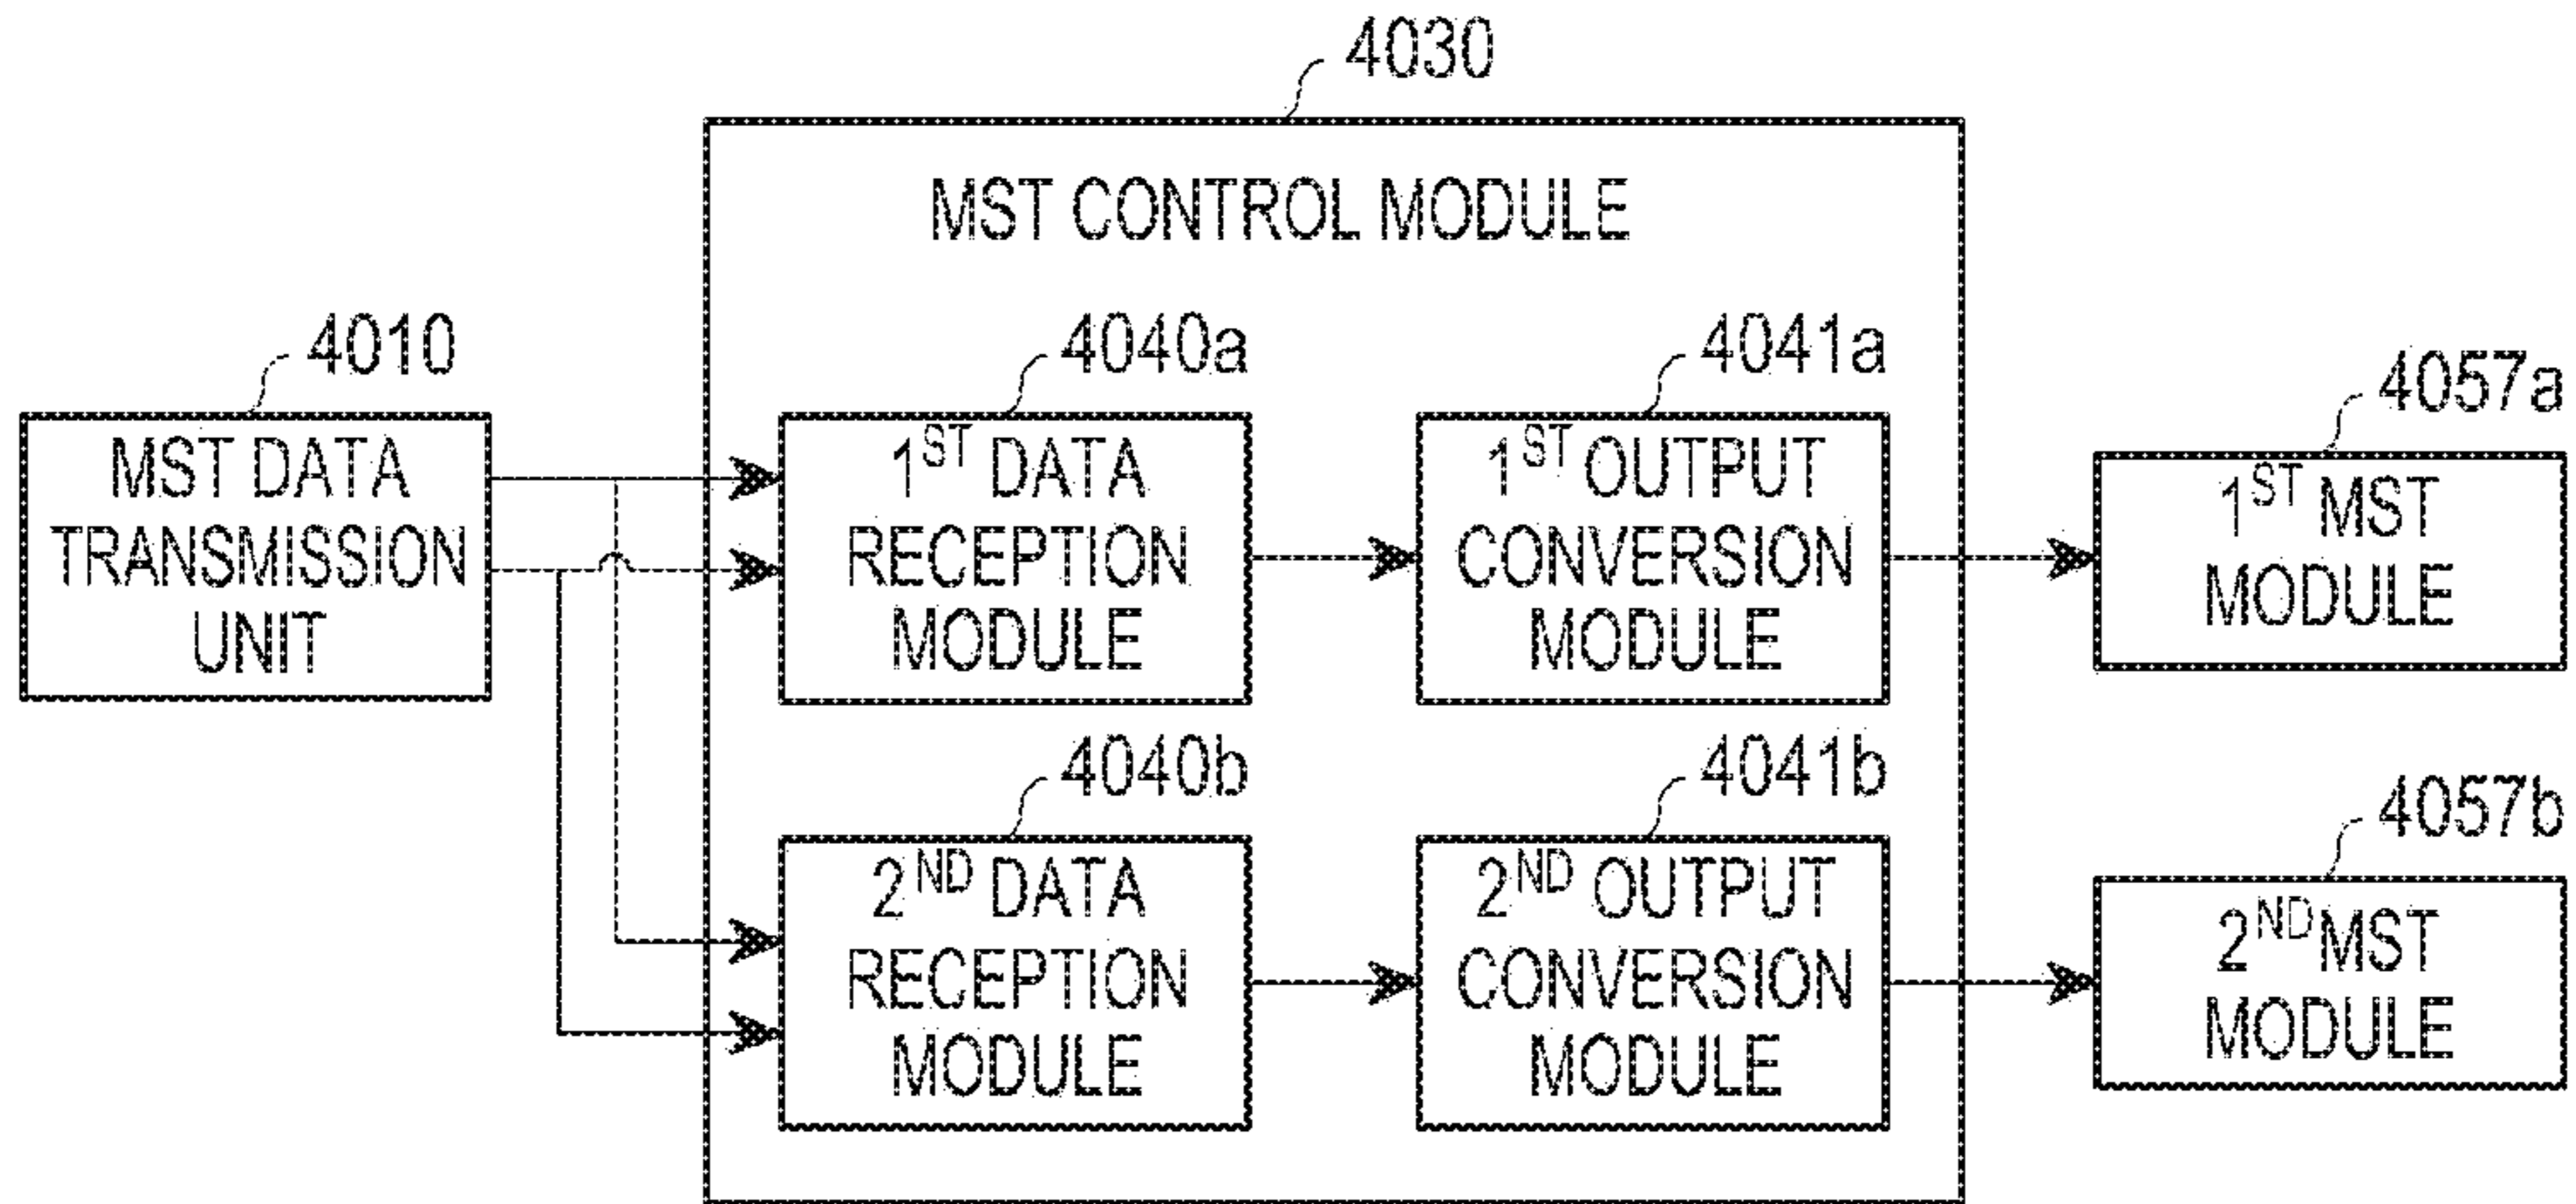 4030
MST CONTROL MODULE
4010
MST DATA
TRANSMISSION
UNIT
4040a
1ST DATA
RECEPTION
MODULE
4041a
1ST OUTPUT
CONVERSION
MODULE
4057a
1ST MST
MODULE
4040b
2ND DATA
RECEPTION
MODULE
4041b
2ND OUTPUT
CONVERSION
MODULE
4057b
2ND MST
MODULE